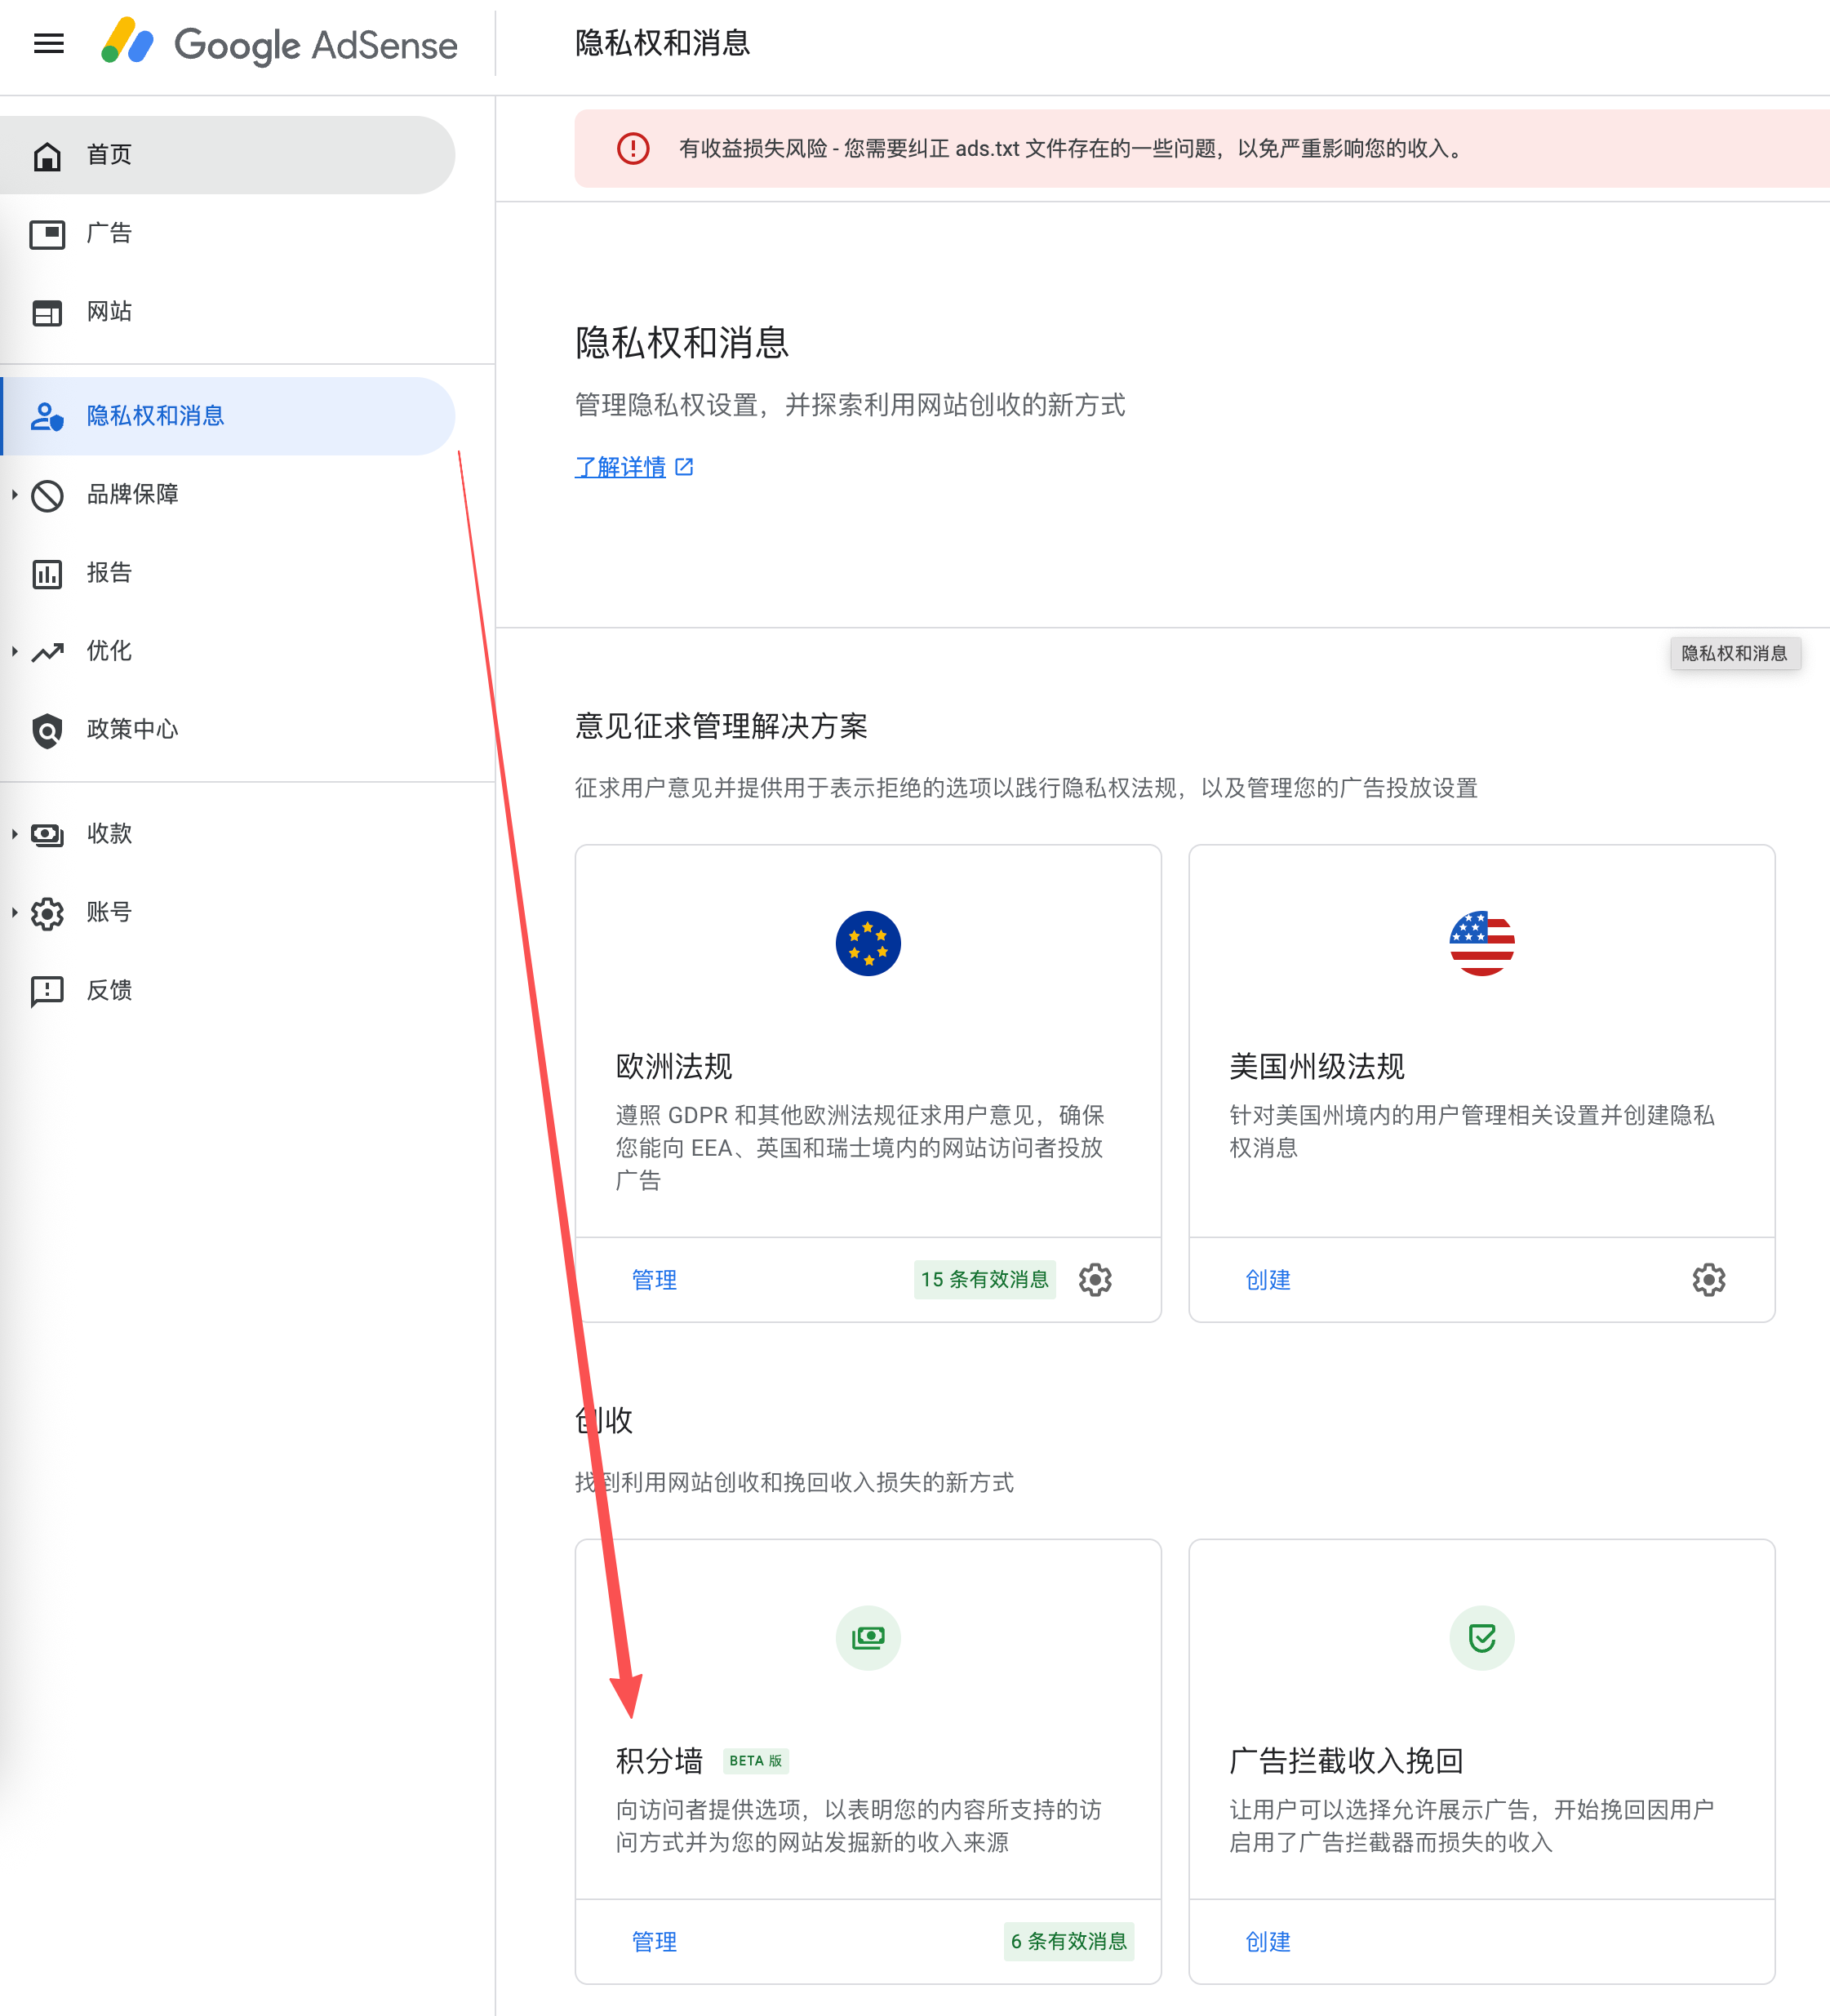 Google AdSense
隐私权和消息
首页
广告
网站
隐私权和消息
品牌保障
报告
优化
政策中心
收款
账号
反馈
有收益损失风险 - 您需要纠正 ads.txt 文件存在的一些问题，以免严重影响您的收入。
隐私权和消息
管理隐私权设置，并探索利用网站创收的新方式
了解详情
隐私权和消息
意见征求管理解决方案
征求用户意见并提供用于表示拒绝的选项以践行隐私权法规，以及管理您的广告投放设置
欧洲法规
遵照 GDPR 和其他欧洲法规征求用户意见，确保
您能向 EEA、英国和瑞士境内的网站访问者投放
广告
管理
15 条有效消息
美国州级法规
针对美国州境内的用户管理相关设置并创建隐私
权消息
创建
创收
找到利用网站创收和挽回收入损失的新方式
积分墙 BETA 版
向访问者提供选项，以表明您的内容所支持的访
问方式并为您的网站发掘新的收入来源
管理
6 条有效消息
广告拦截收入挽回
让用户可以选择允许展示广告，开始挽回因用户
启用了广告拦截器而损失的收入
创建